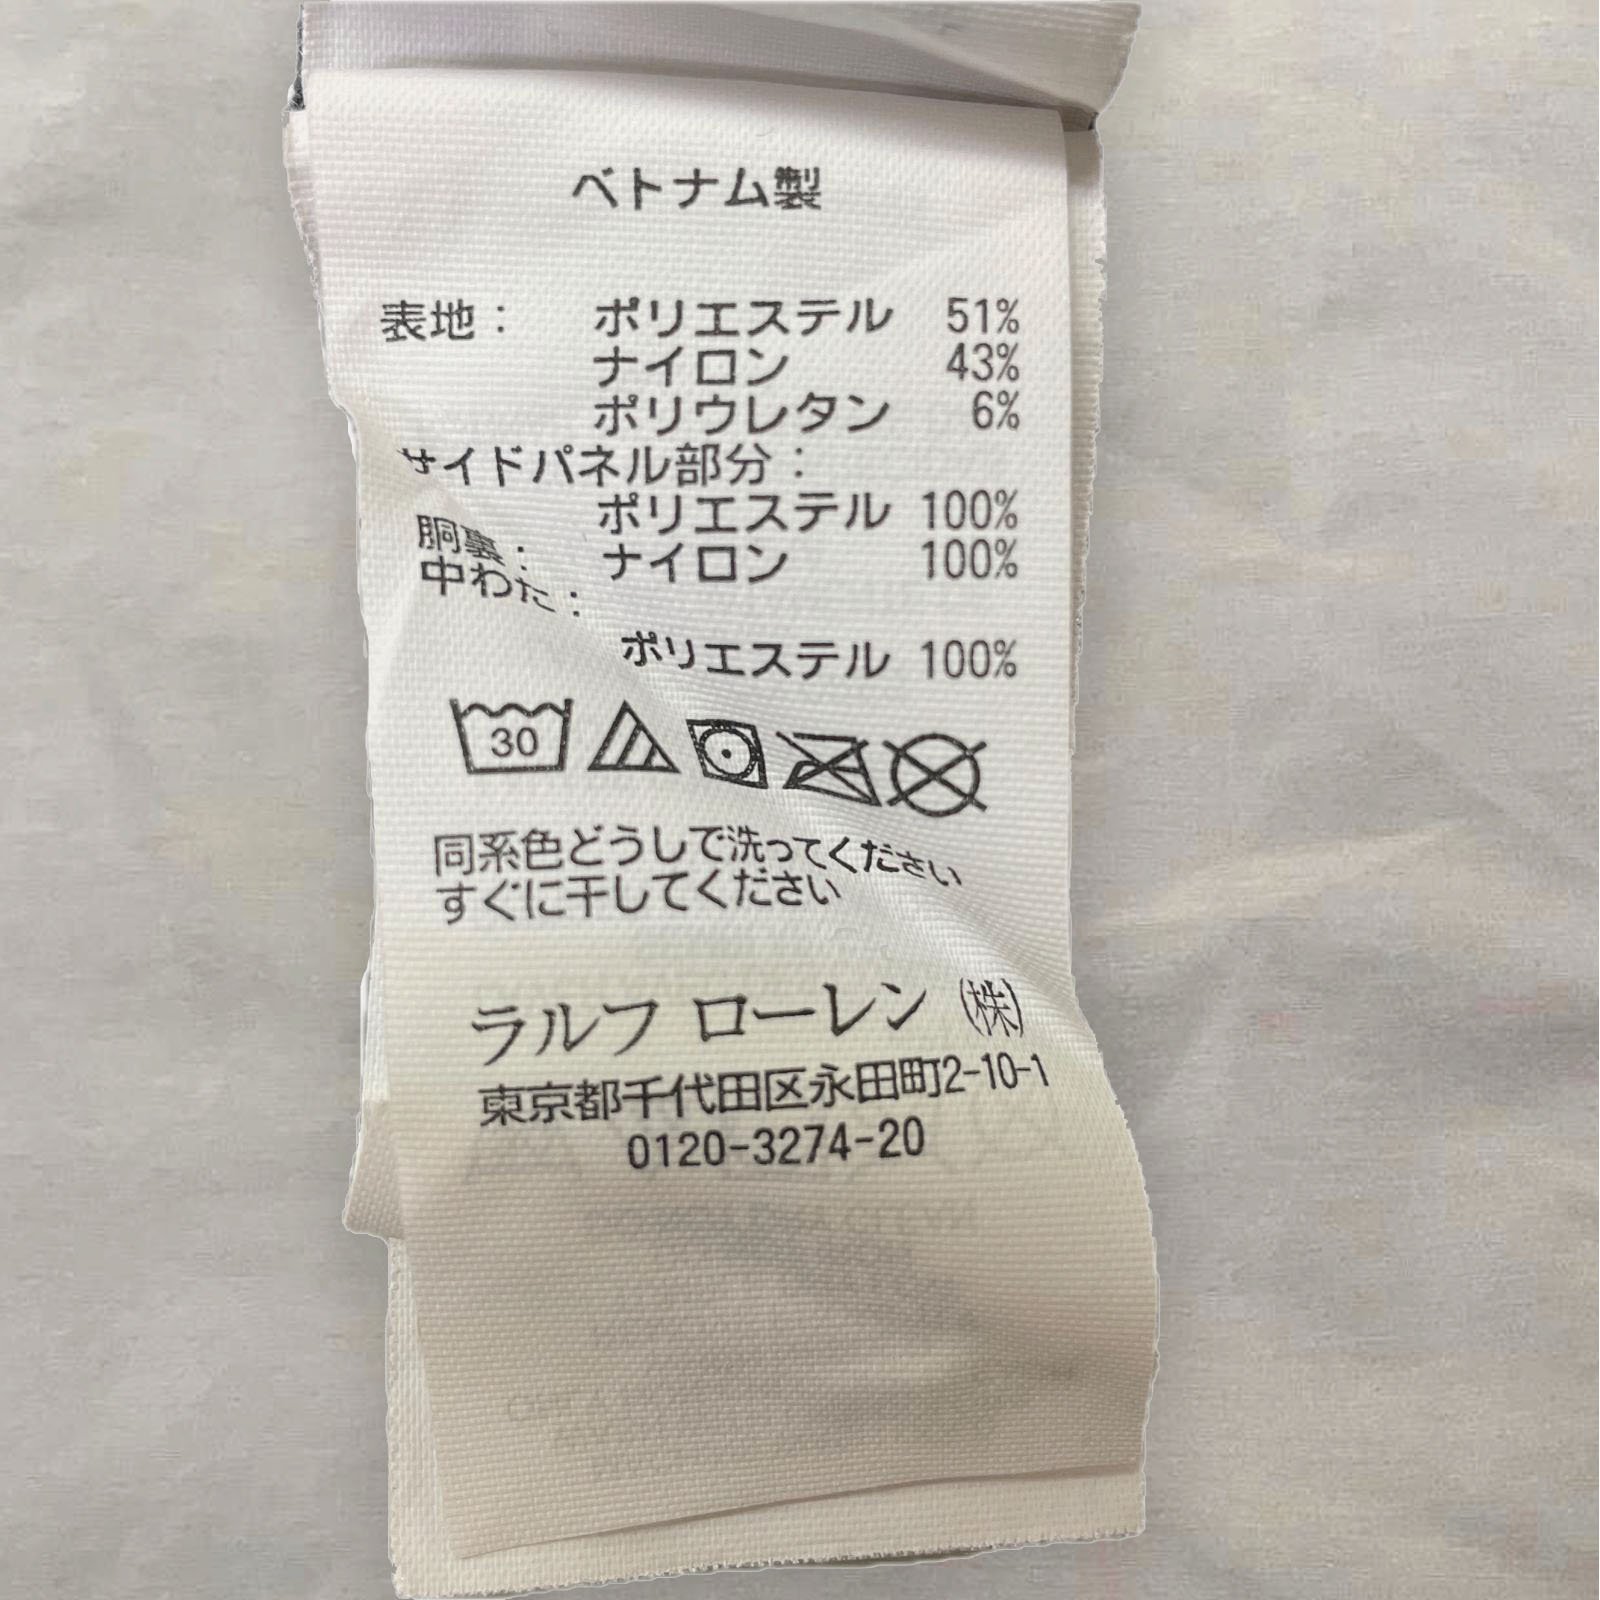 ベトナム製
表地： ポリエステル 51%
ナイロン 43%
ポリウレタン 6%
サイドパネル部分：
ポリエステル 100%
胴裏： ナイロン 100%
中わた：
ポリエステル 100%
30
同系色どうしで洗ってください
すぐに干してください
ラルフ ローレン (株)
東京都千代田区永田町2-10-1
0120-3274-20